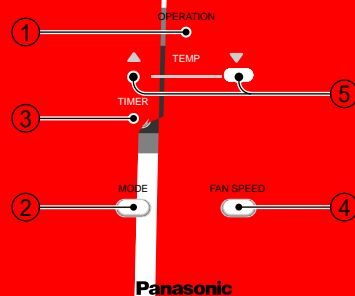 OPERATION
1
TEMP
5
TIMER
3
MODE
FAN SPEED
2
4
Panasonic